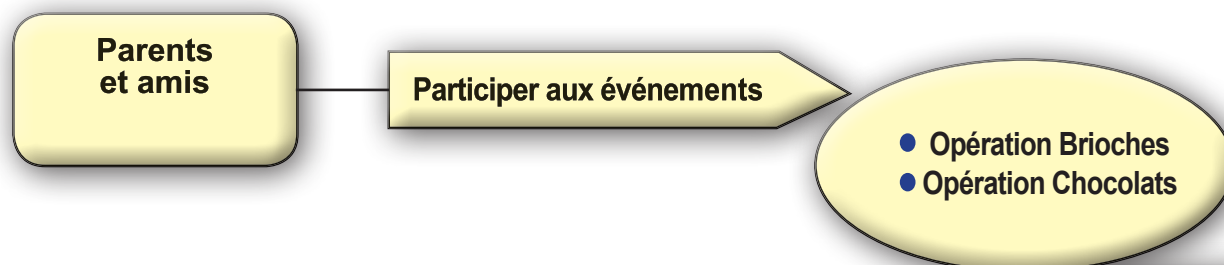 Parents
et amis
Participer aux événements
● Opération Brioches
● Opération Chocolats